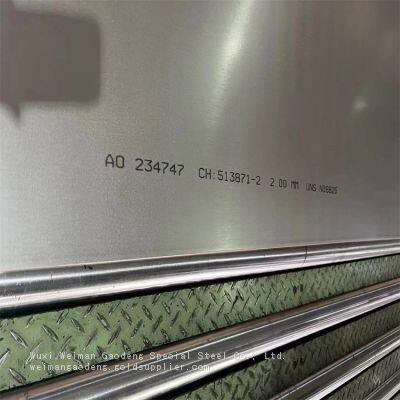 AO 234747 CH:513871-2 2.00 MM UNS N08825
Wuxi.Weiman Gaodeng Special Steel Co., Ltd.
weimangaodeng.goldsupplier.com